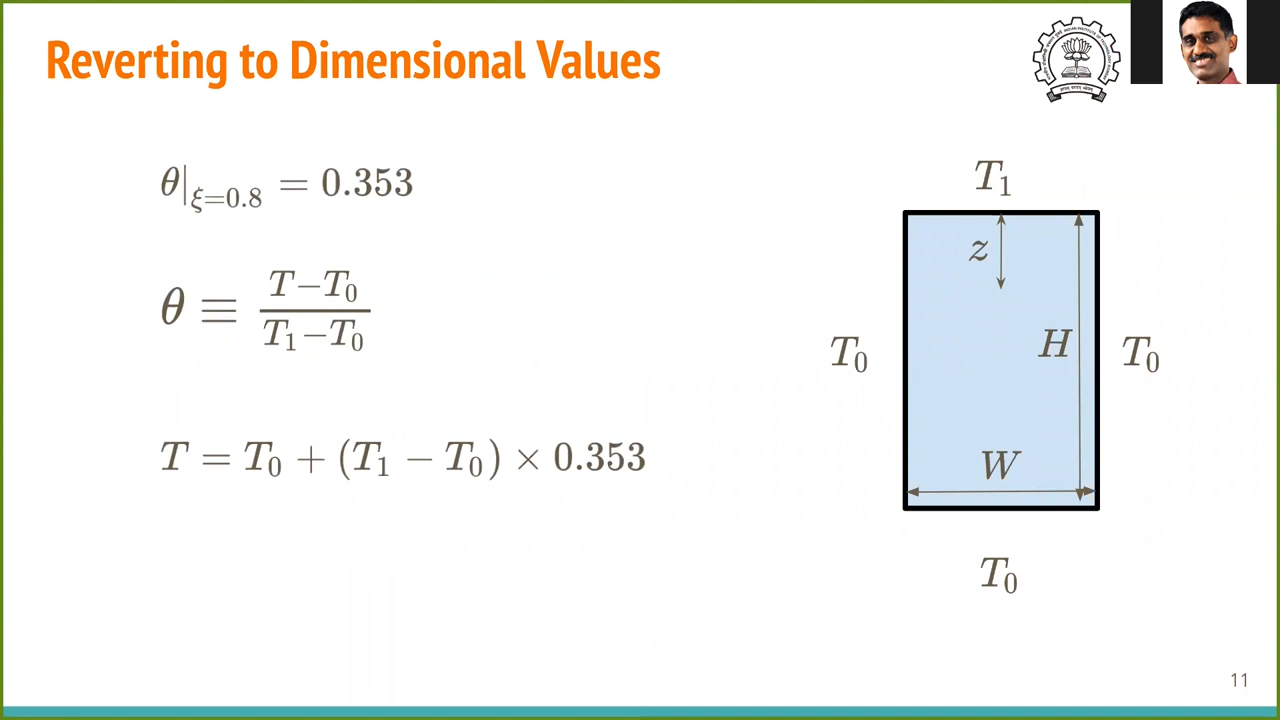 Reverting to Dimensional Values
θ|ξ=0.8 = 0.353
θ ≡ T−T0 / T1−T0
T = T0 + (T1 − T0) × 0.353
T1
z
H
T0
T0
W
T0
11